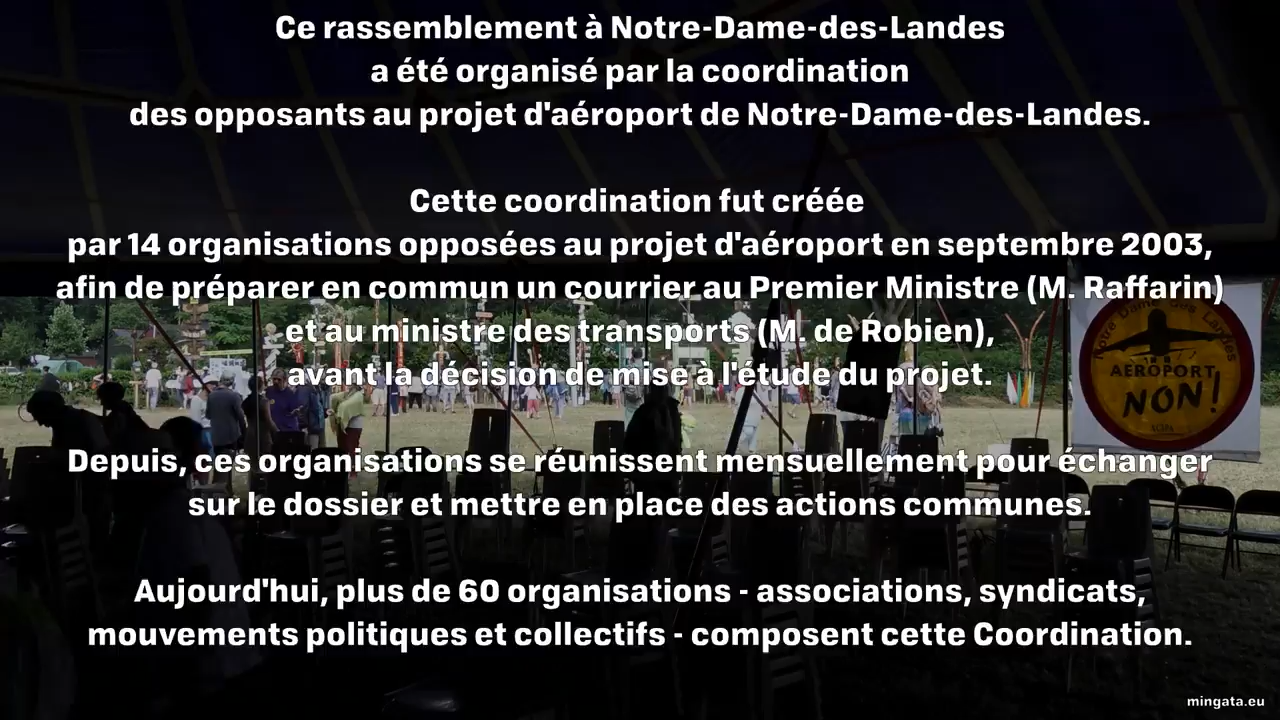 Ce rassemblement à Notre-Dame-des-Landes
a été organisé par la coordination
des opposants au projet d'aéroport de Notre-Dame-des-Landes.
Cette coordination fut créée
par 14 organisations opposées au projet d'aéroport en septembre 2003,
afin de préparer en commun un courrier au Premier Ministre (M. Raffarin)
et au ministre des transports (M. de Robien),
avant la décision de mise à l'étude du projet.
Notre Dame des Landes
AÉROPORT
NON!
Depuis, ces organisations se réunissent mensuellement pour échanger
sur le dossier et mettre en place des actions communes.
Aujourd'hui, plus de 60 organisations - associations, syndicats,
mouvements politiques et collectifs - composent cette Coordination.
mingata.eu